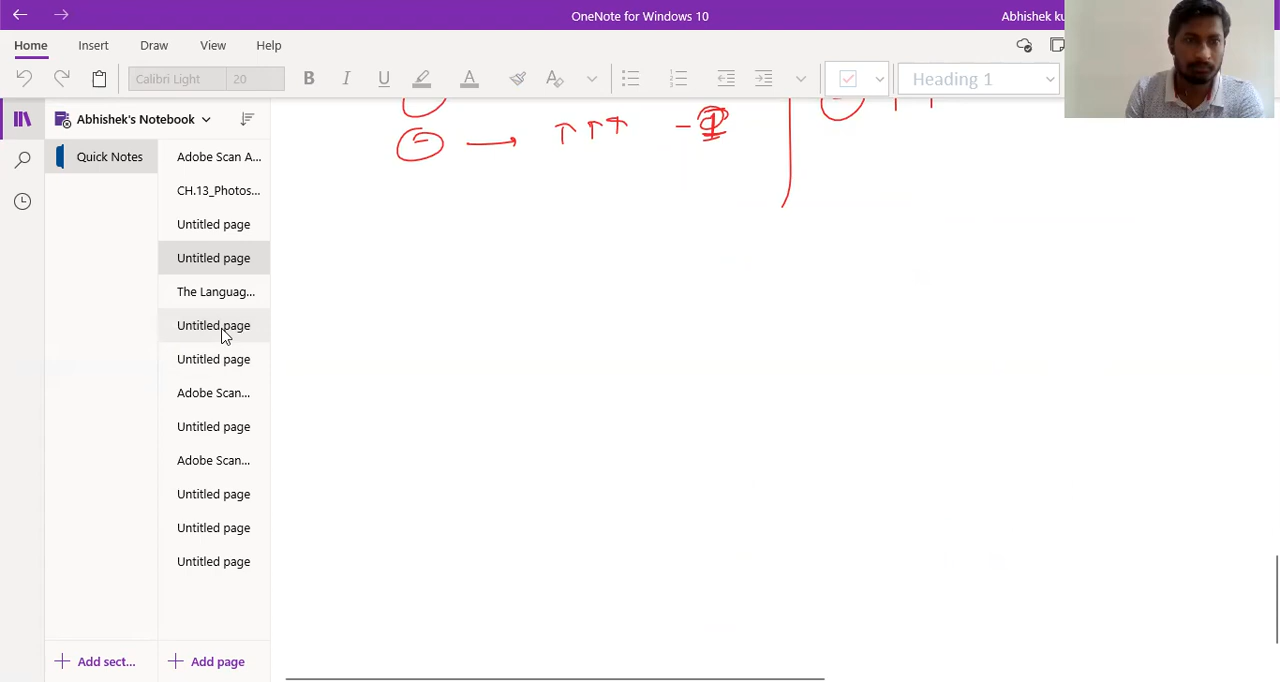 OneNote for Windows 10
Abhishek ku
Home Insert Draw View Help
Calibri Light 20 B I U A Heading 1
Abhishek's Notebook
Quick Notes
Adobe Scan A...
CH.13_Photos...
Untitled page
Untitled page
The Languag...
Untitled page
Untitled page
Adobe Scan...
Untitled page
Adobe Scan...
Untitled page
Untitled page
Untitled page
Add sect...
Add page